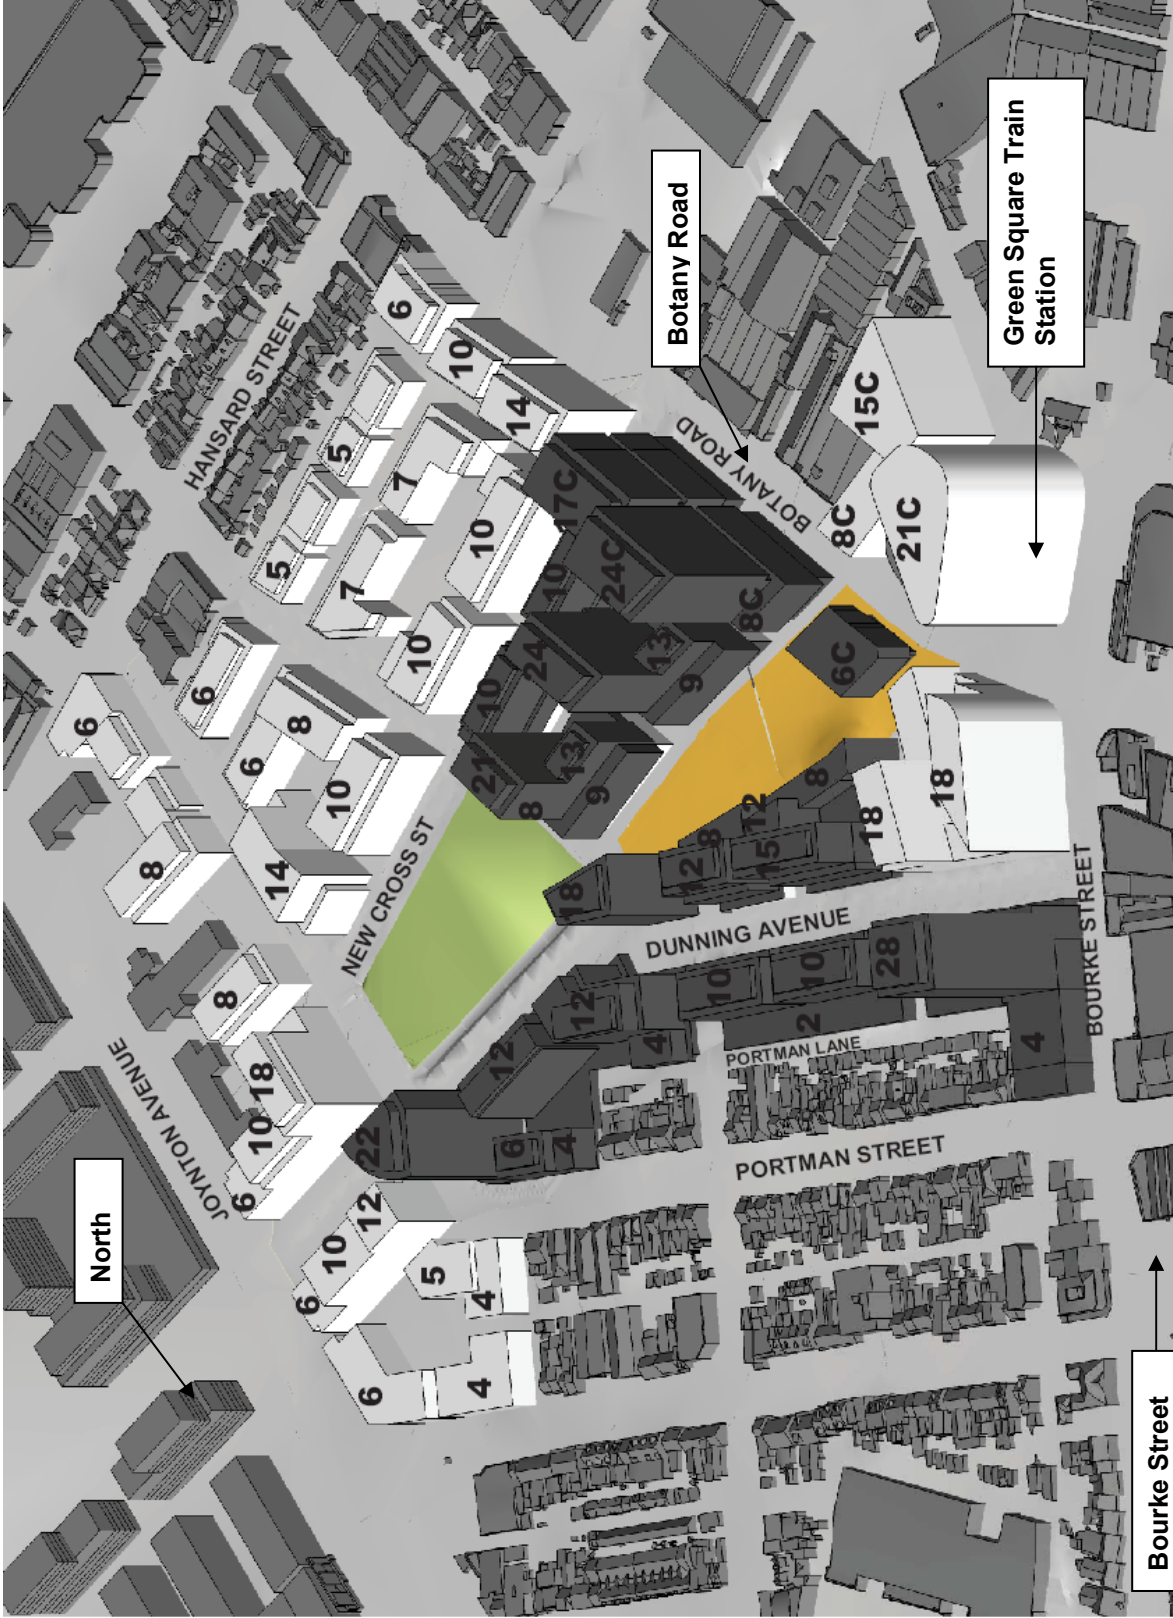 North
JOYNTON AVENUE
6
8
6
8
6
10
18
HANSARD STREET
6
14
5
8
6
10
10
5
7
22
6
12
NEW CROSS ST
6
7
10
5
10
4
4
21
10
10
12
6
14
8
24
10
4
17C
18
13
12
9
24C
4
13
Botany Road
9
12
8
10
DUNNING AVENUE
8C
12
15
BOTANY ROAD
PORTMAN LANE
2
10
8
PORTMAN STREET
6C
8C
15C
18
28
21C
18
Green Square Train
Station
4
BOURKE STREET
Bourke Street